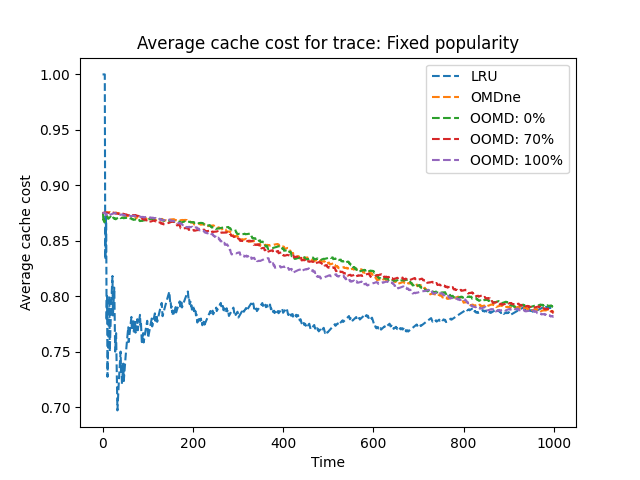 Average cache cost for trace: Fixed popularity
Average cache cost
1.00
0.95
0.90
0.85
0.80
0.75
0.70
LRU
OMDne
OOMD: 0%
OOMD: 70%
OOMD: 100%
0
200
400
600
800
1000
Time